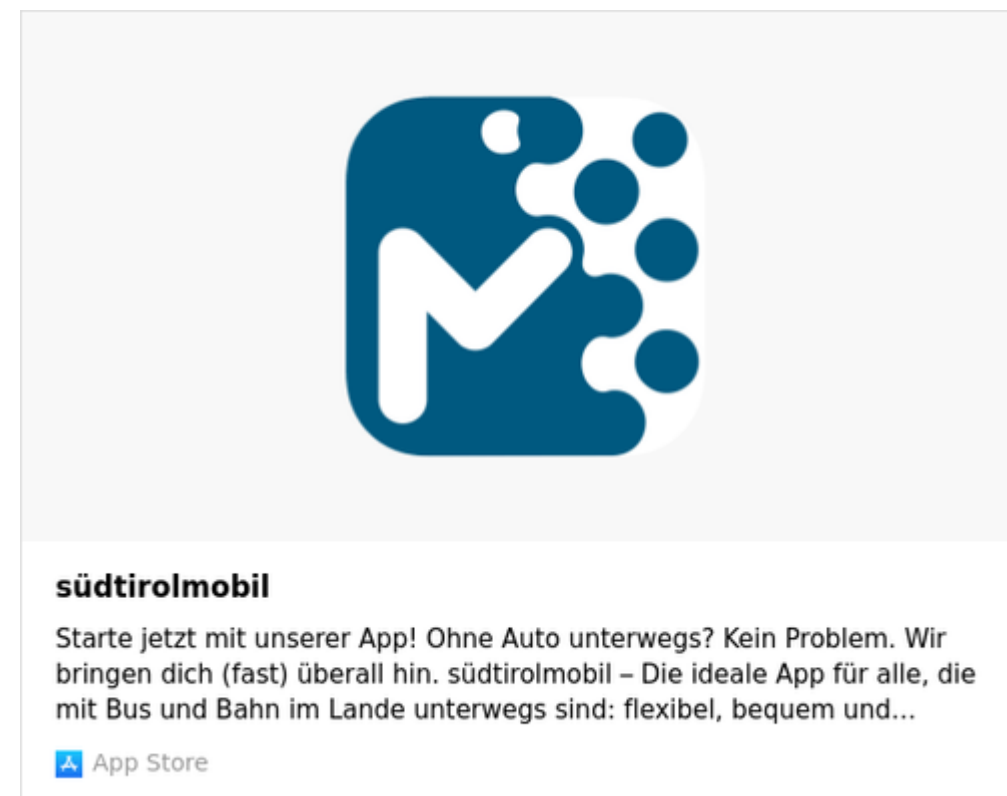 M
südtirolmobil
Starte jetzt mit unserer App! Ohne Auto unterwegs? Kein Problem. Wir
bringen dich (fast) überall hin. südtirolmobil – Die ideale App für alle, die
mit Bus und Bahn im Lande unterwegs sind: flexibel, bequem und...
App Store